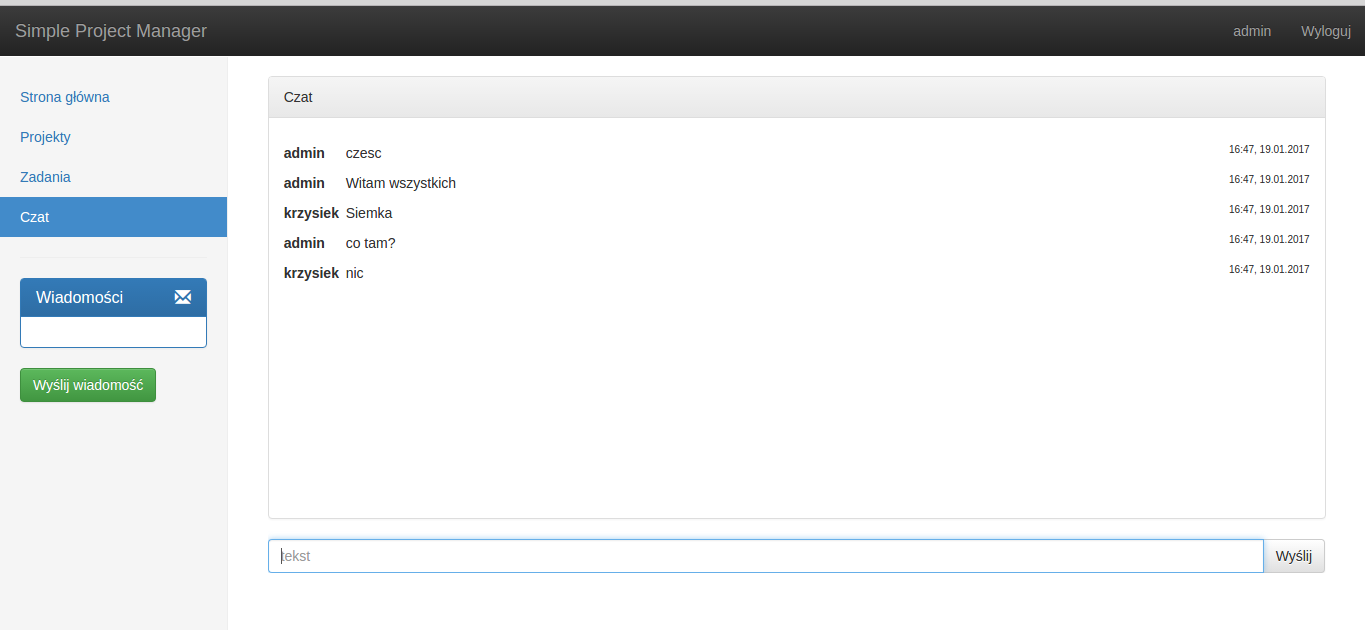 Simple Project Manager admin Wyloguj
Strona główna
Projekty
Zadania
Czat
Wiadomości
Wyślij wiadomość
Czat
admin czesc 16:47, 19.01.2017
admin Witam wszystkich 16:47, 19.01.2017
krzysiek Siemka 16:47, 19.01.2017
admin co tam? 16:47, 19.01.2017
krzysiek nic 16:47, 19.01.2017
tekst Wyślij